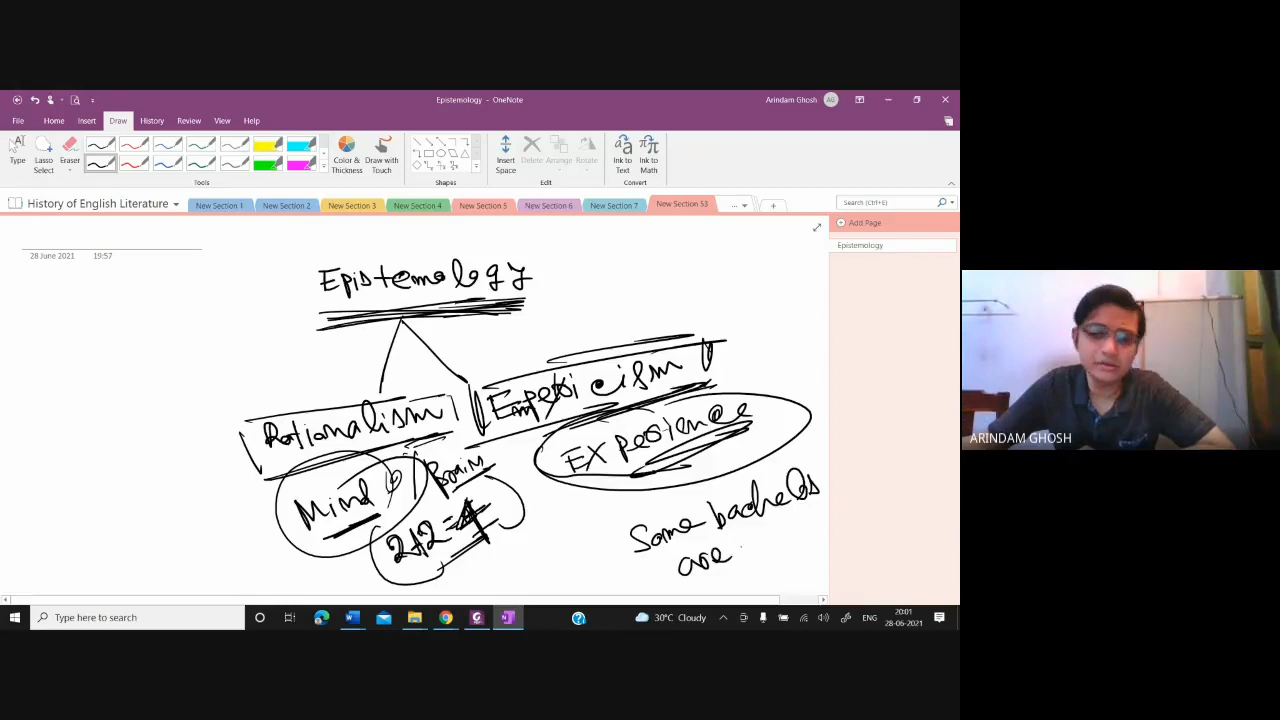 Epistemology - OneNote
Arindam Ghosh
AG
File
Home
Insert
Draw
History
Review
View
Help
Type
Lasso
Select
Eraser
Color &
Thickness
Draw with
Touch
Insert
Space
Delete
Arrange
Rotate
Ink to
Text
Ink to
Math
Tools
Shapes
Edit
Convert
History of English Literature
New Section 1
New Section 2
New Section 3
New Section 4
New Section 5
New Section 6
New Section 7
New Section 53
...
Search (Ctrl+E)
Add Page
Epistemology
28 June 2021
19:57
Epistemology
Rationalism
Empericism
Mind
Brain
Experience
2+2=4
Some bachelors
are
ARINDAM GHOSH
Type here to search
30°C Cloudy
ENG
20:01
28-06-2021